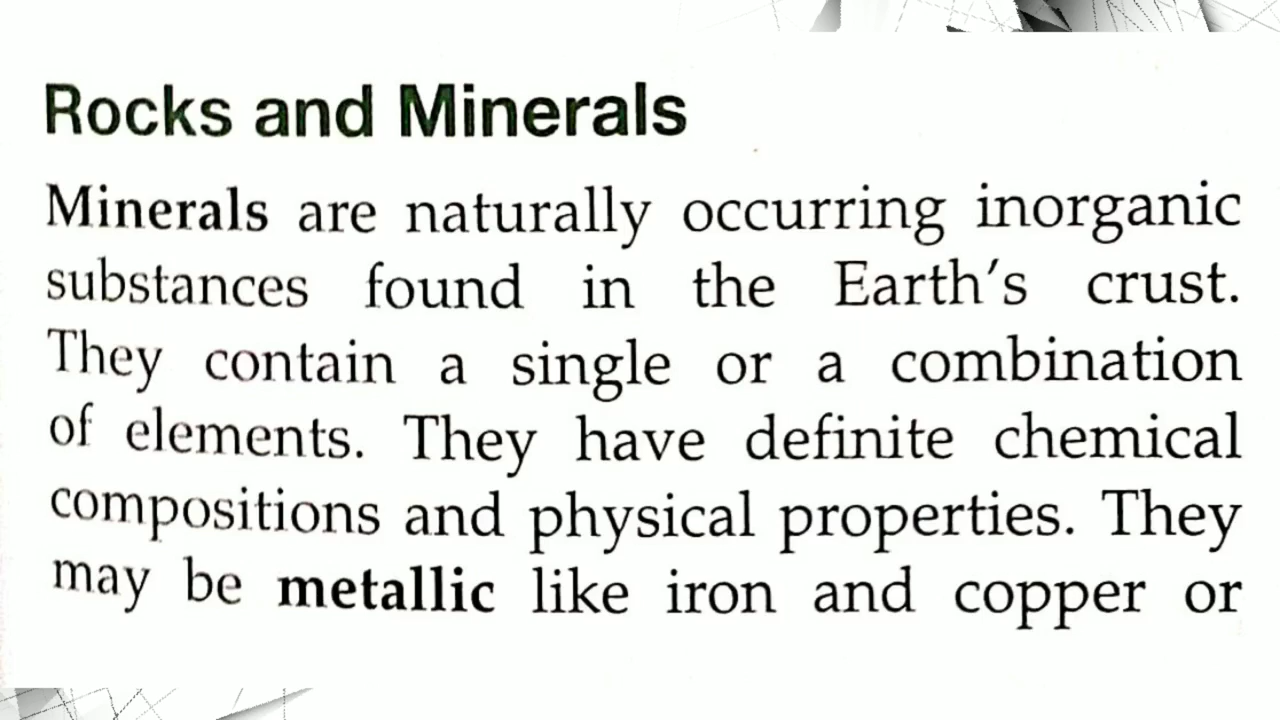 Rocks and Minerals
Minerals are naturally occurring inorganic
substances found in the Earth's crust.
They contain a single or a combination
of elements. They have definite chemical
compositions and physical properties. They
may be metallic like iron and copper or